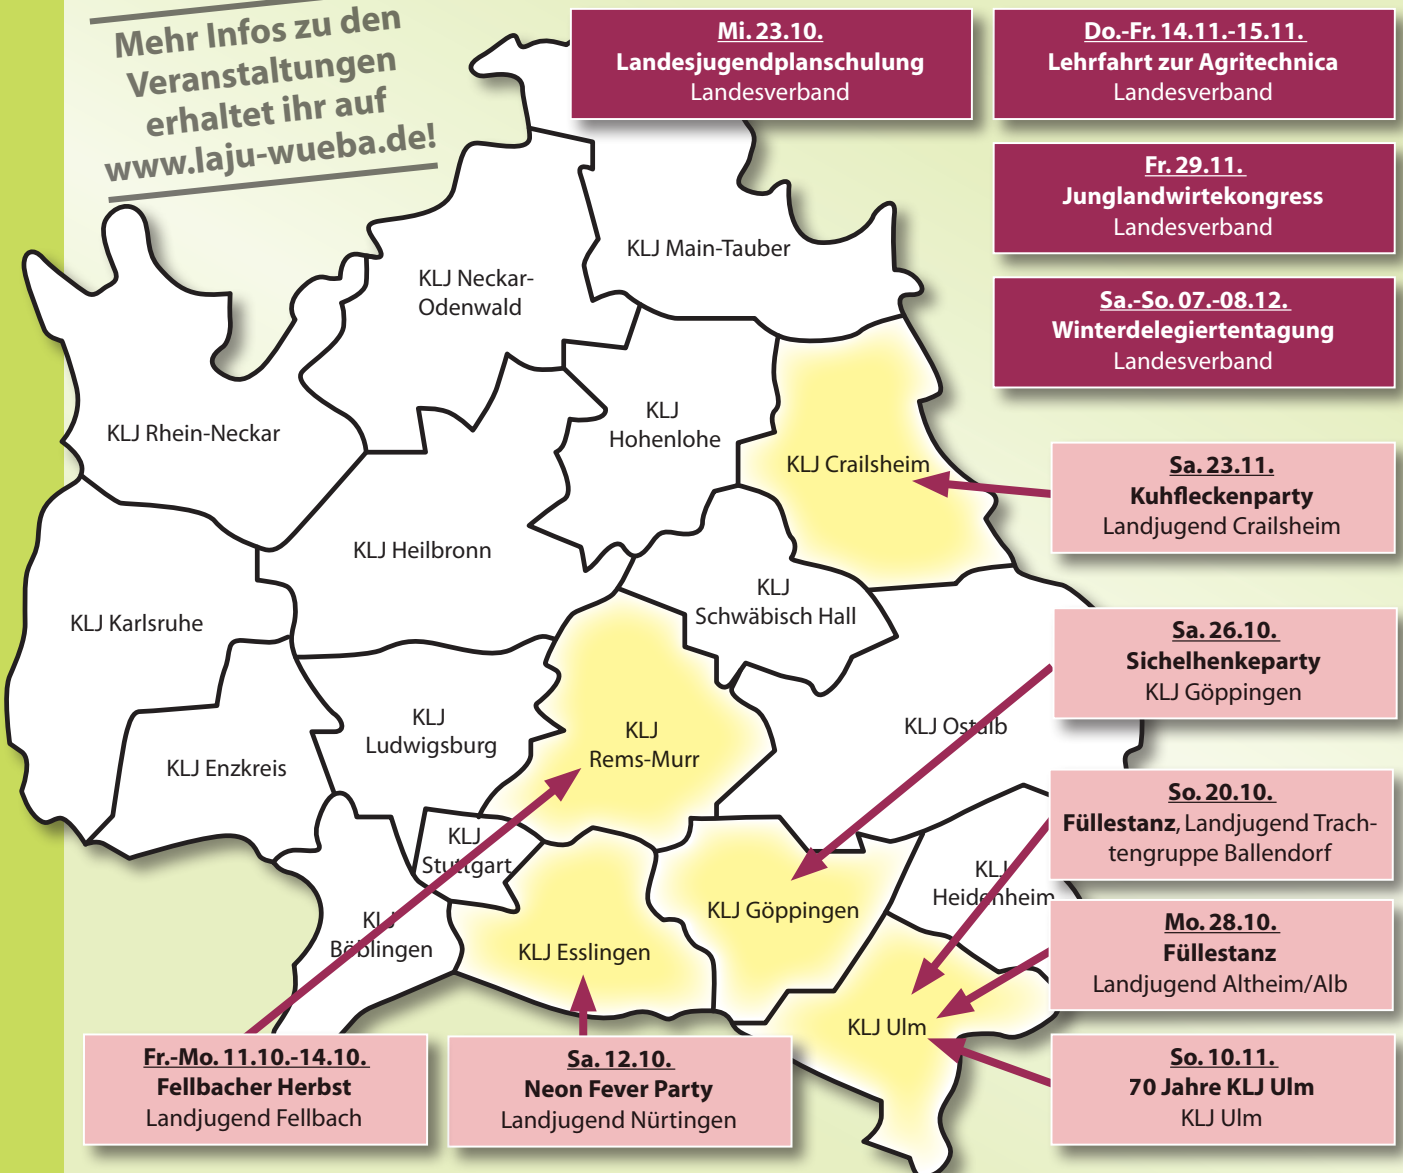 Mehr Infos zu den
Veranstaltungen
erhaltet ihr auf
www.laju-wueba.de!
Mi. 23.10.
Landesjugendplanschulung
Landesverband
Do.-Fr. 14.11.-15.11.
Lehrfahrt zur Agritechnica
Landesverband
Fr. 29.11.
Junglandwirtekongress
Landesverband
Sa.-So. 07.-08.12.
Winterdelegiertentagung
Landesverband
KLJ Main-Tauber
KLJ Neckar-
Odenwald
KLJ Rhein-Neckar
KLJ
Hohenlohe
KLJ Crailsheim
Sa. 23.11.
Kuhfleckenparty
Landjugend Crailsheim
KLJ Heilbronn
KLJ
Schwäbisch Hall
KLJ Karlsruhe
Sa. 26.10.
Sichelhenkeparty
KLJ Göppingen
KLJ
Ludwigsburg
KLJ
Rems-Murr
KLJ Ostalb
KLJ Enzkreis
So. 20.10.
Füllestanz, Landjugend Trach-
tengruppe Ballendorf
KLJ
Stuttgart
KLJ
Heidenheim
KLJ Göppingen
KLJ
Böblingen
KLJ Esslingen
Mo. 28.10.
Füllestanz
Landjugend Altheim/Alb
KLJ Ulm
So. 10.11.
70 Jahre KLJ Ulm
KLJ Ulm
Fr.-Mo. 11.10.-14.10.
Fellbacher Herbst
Landjugend Fellbach
Sa. 12.10.
Neon Fever Party
Landjugend Nürtingen